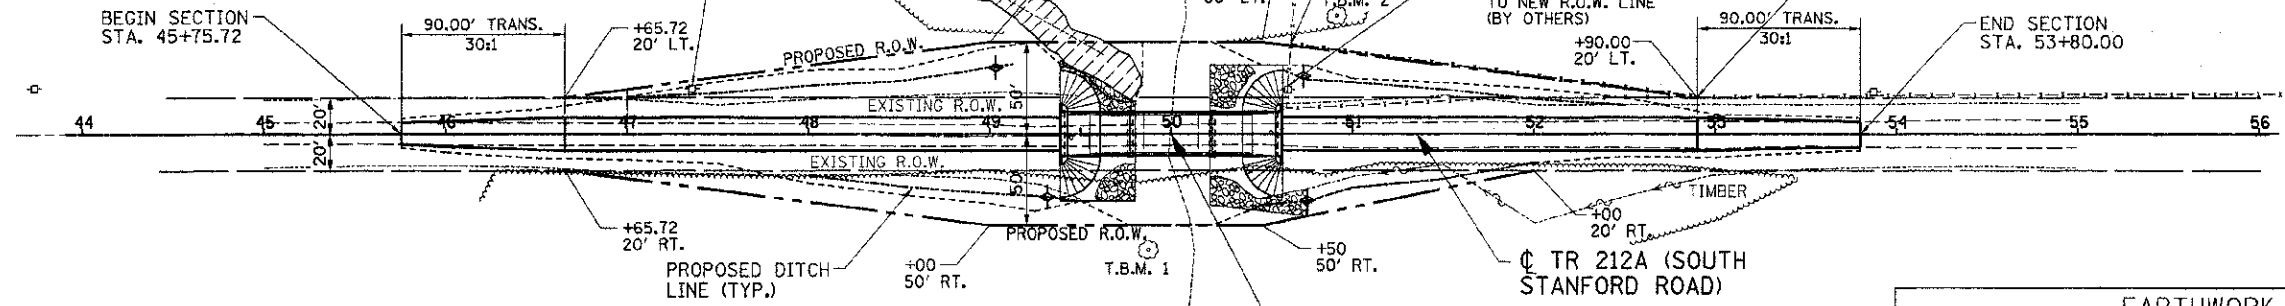 BEGIN SECTION
STA. 45+75.72
90.00' TRANS.
30:1
+65.72
20' LT.
PROPOSED R.O.W.
T.B.M. 2
TO NEW R.O.W. LINE
(BY OTHERS)
+90.00
20' LT.
90.00' TRANS.
30:1
END SECTION
STA. 53+80.00
EXISTING R.O.W.
50'
20'
44
45
46
47
48
49
50
51
52
53
54
55
56
20'
EXISTING R.O.W.
50'
TIMBER
+65.72
20' RT.
PROPOSED DITCH
LINE (TYP.)
+00
50' RT.
PROPOSED R.O.W.
T.B.M. 1
+50
50' RT.
+00
20' RT.
℄ TR 212A (SOUTH
STANFORD ROAD)
EARTHWORK